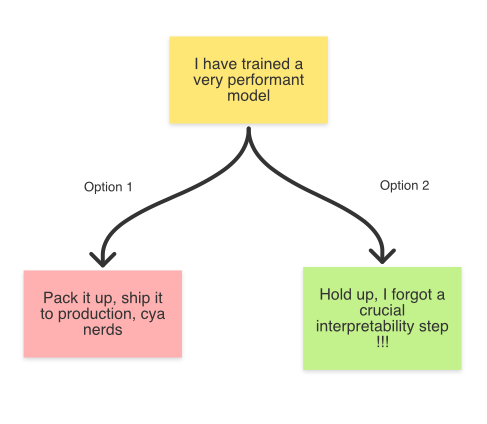 I have trained a
very performant
model
Option 1
Option 2
Pack it up, ship it
to production, cya
nerds
Hold up, I forgot a
crucial
interpretability step
!!!